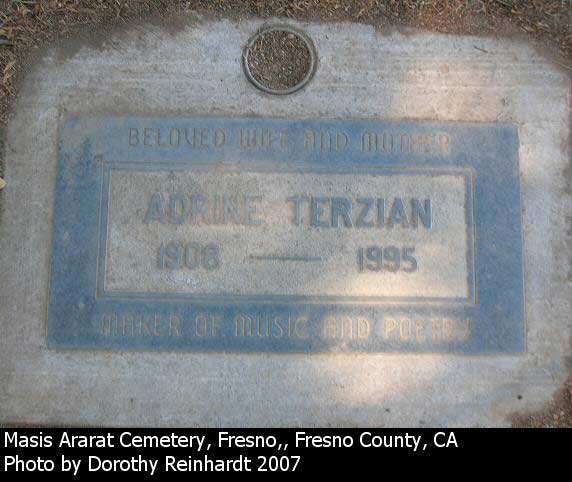 BELOVED WIFE AND MOTHER
ADRINE TERZIAN
1908 — 1995
MAKER OF MUSIC AND POETRY
Masis Ararat Cemetery, Fresno,, Fresno County, CA
Photo by Dorothy Reinhardt 2007